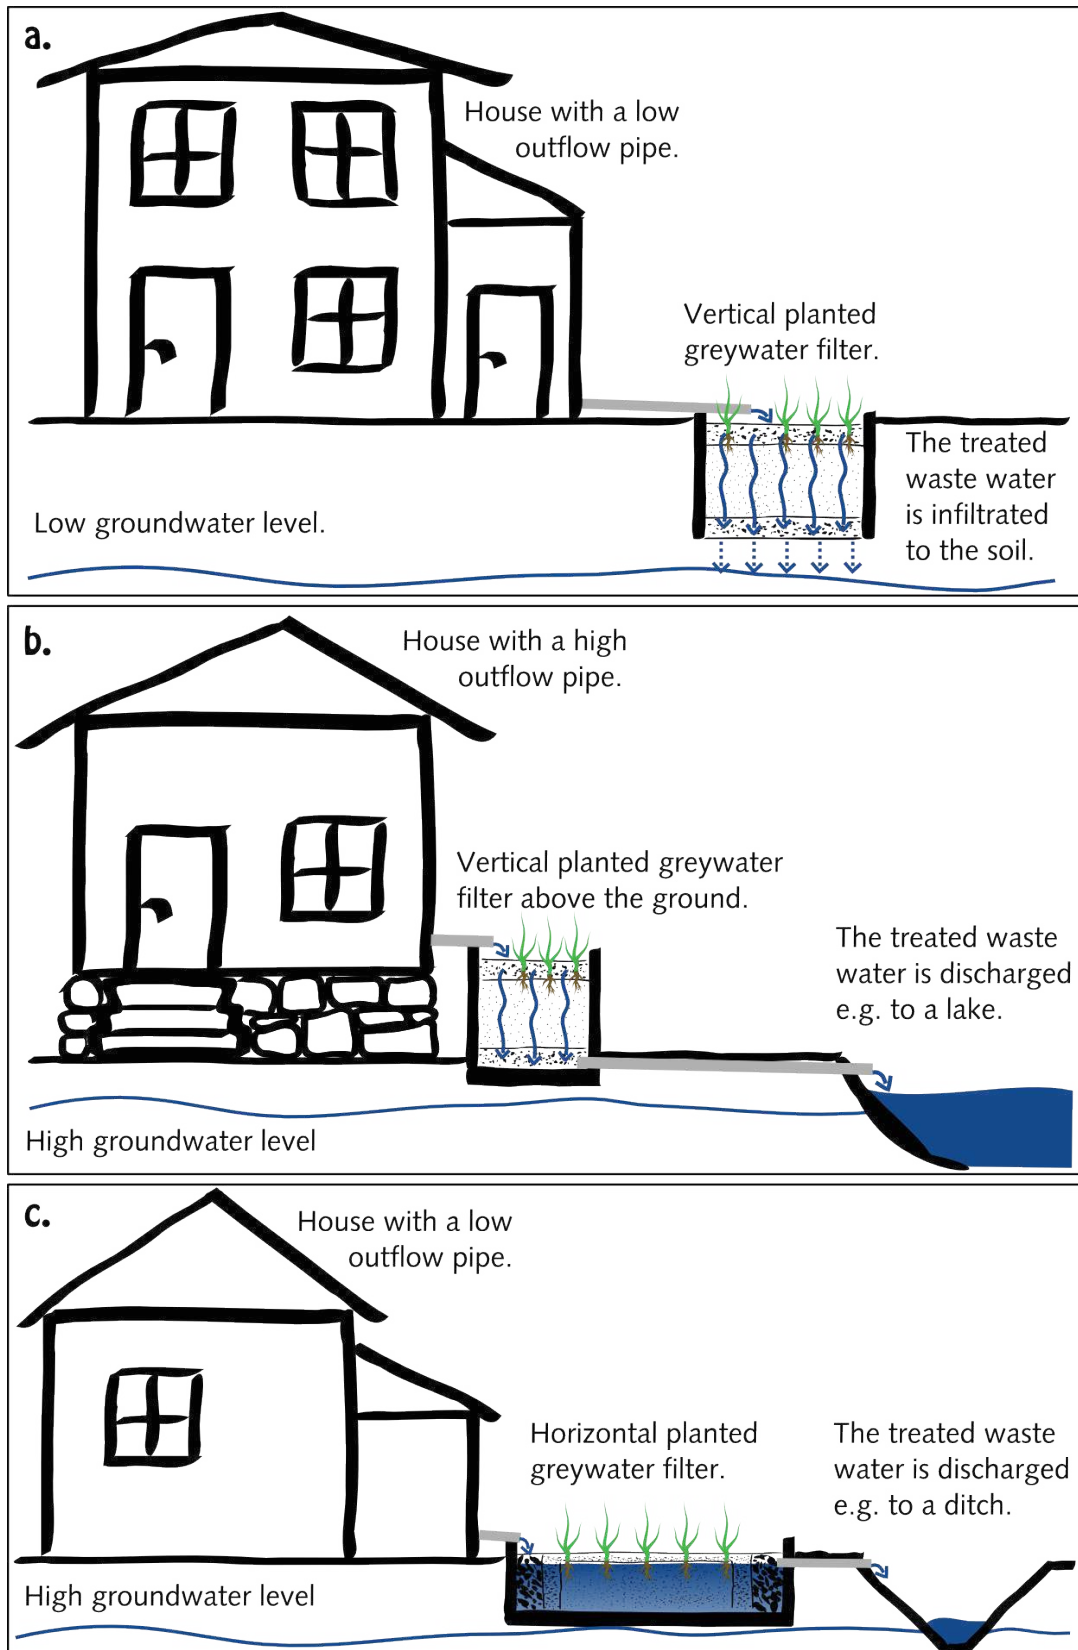 a.
House with a low
outflow pipe.
Vertical planted
greywater filter.
The treated
waste water
is infiltrated
to the soil.
Low groundwater level.
b.
House with a high
outflow pipe.
Vertical planted greywater
filter above the ground.
The treated waste
water is discharged
e.g. to a lake.
High groundwater level
c.
House with a low
outflow pipe.
Horizontal planted
greywater filter.
The treated waste
water is discharged
e.g. to a ditch.
High groundwater level